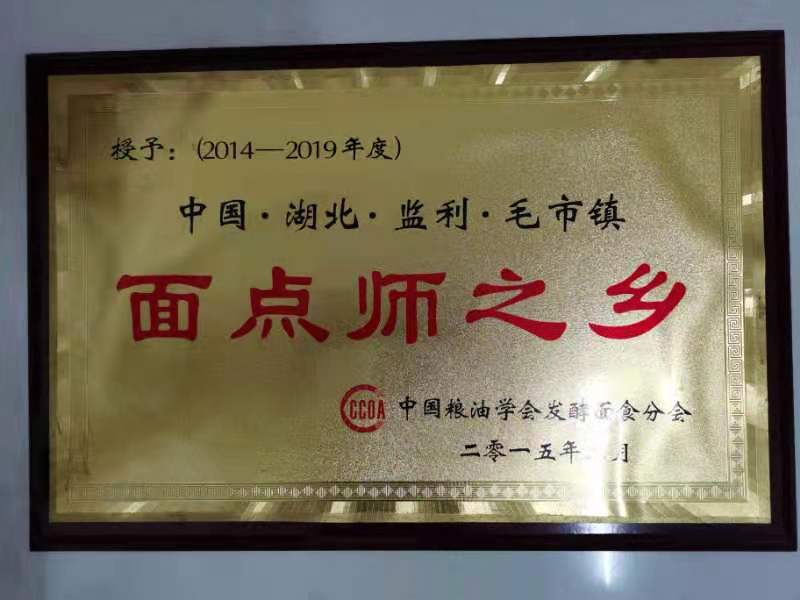 授予：(2014—2019年度)
中国·湖北·监利·毛市镇
面点师之乡
CCOA 中国粮油学会发酵面食分会
二零一五年 月